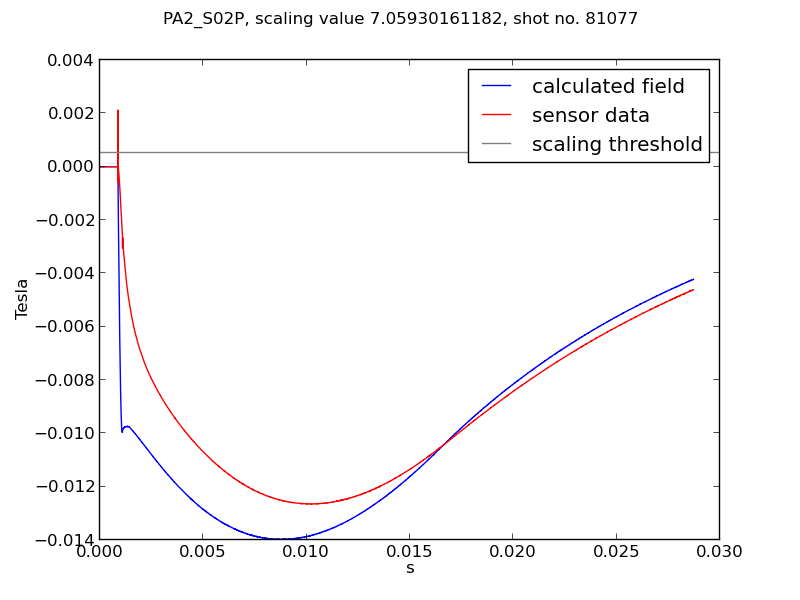 PA2_S02P, scaling value 7.05930161182, shot no. 81077
calculated field
sensor data
scaling threshold
0.004
0.002
0.000
−0.002
−0.004
−0.006
−0.008
−0.010
−0.012
−0.014
Tesla
0.000 0.005 0.010 0.015 0.020 0.025 0.030
s